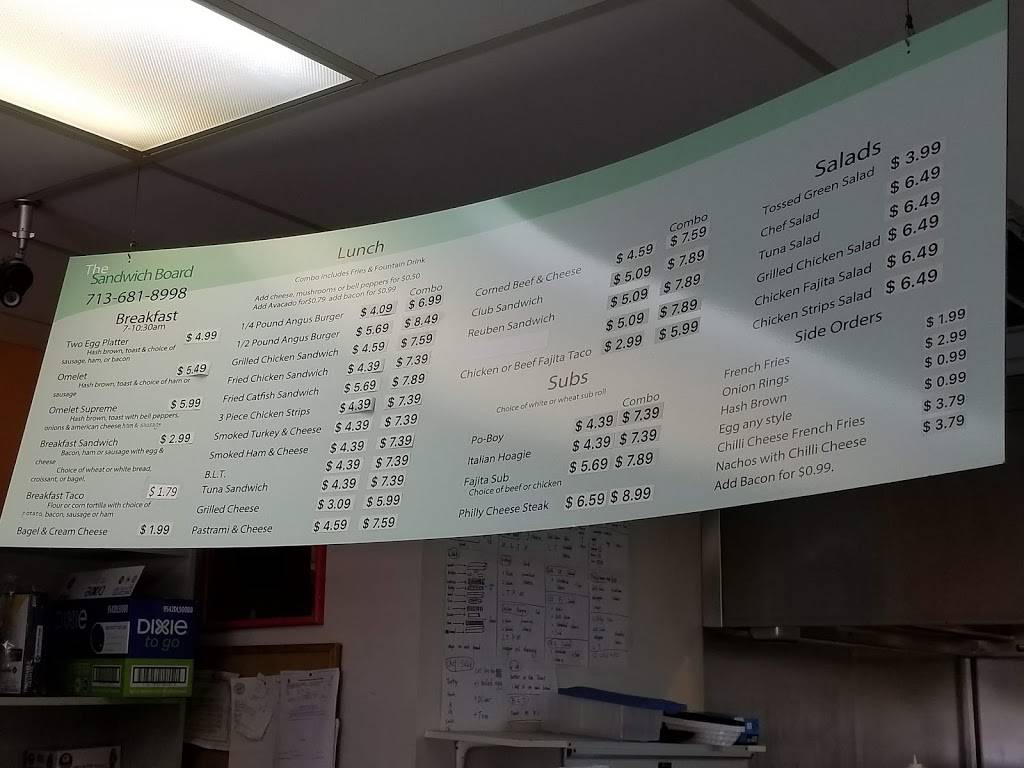 The
Sandwich Board
713-681-8998
Breakfast
7-10:30am
Two Egg Platter $ 4.99
Hash brown, toast & choice of
sausage, ham, or bacon
Omelet $ 5.49
Hash brown, toast & choice of ham or
sausage
Omelet Supreme $ 5.99
Hash brown, toast with bell peppers,
onions & american cheese, ham & sausage
Breakfast Sandwich $ 2.99
Bacon, ham or sausage with egg &
cheese
Choice of wheat or white bread,
croissant, or bagel,
Breakfast Taco $ 1.79
Flour or corn tortilla with choice of
potato, bacon, sausage or ham
Bagel & Cream Cheese $ 1.99
Lunch
Combo includes Fries & Fountain Drink
Add cheese, mushrooms or bell peppers for $0.50
Add Avacado for $0.79 add bacon for $0.99
Combo
1/4 Pound Angus Burger $ 4.09 $ 6.99
1/2 Pound Angus Burger $ 5.69 $ 8.49
Grilled Chicken Sandwich $ 4.59 $ 7.59
Fried Chicken Sandwich $ 4.39 $ 7.39
Fried Catfish Sandwich $ 5.69 $ 7.89
3 Piece Chicken Strips $ 4.39 $ 7.39
Smoked Turkey & Cheese $ 4.39 $ 7.39
Smoked Ham & Cheese $ 4.39 $ 7.39
B.L.T. $ 4.39 $ 7.39
Tuna Sandwich $ 4.39 $ 7.39
Grilled Cheese $ 3.09 $ 5.99
Pastrami & Cheese $ 4.59 $ 7.59
Combo
Corned Beef & Cheese $ 4.59 $ 7.59
Club Sandwich $ 5.09 $ 7.89
Reuben Sandwich $ 5.09 $ 7.89
$ 5.09 $ 7.89
Chicken or Beef Fajita Taco $ 2.99 $ 5.99
Subs
Choice of white or wheat sub roll
Combo
Po-Boy $ 4.39 $ 7.39
Italian Hoagie $ 4.39 $ 7.39
Fajita Sub $ 5.69 $ 7.89
Choice of beef or chicken
Philly Cheese Steak $ 6.59 $ 8.99
Salads
Tossed Green Salad $ 3.99
Chef Salad $ 6.49
Tuna Salad $ 6.49
Grilled Chicken Salad $ 6.49
Chicken Fajita Salad $ 6.49
Chicken Strips Salad $ 6.49
Side Orders
French Fries $ 1.99
Onion Rings $ 2.99
Hash Brown $ 0.99
Egg any style $ 0.99
Chilli Cheese French Fries $ 3.79
Nachos with Chilli Cheese $ 3.79
Add Bacon for $0.99.
DIXIE
to go